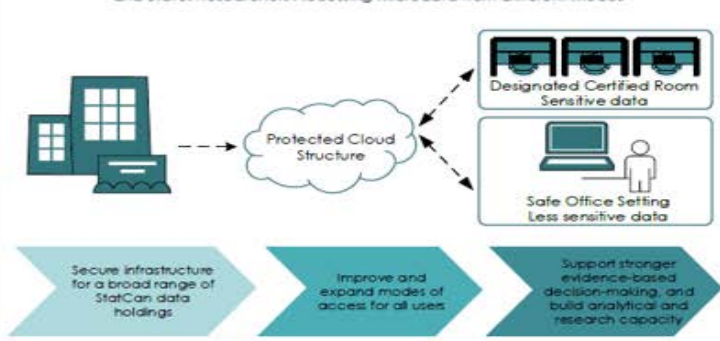 Protected Cloud
Structure
Designated Certified Room
Sensitive data
Safe Office Setting
Less sensitive data
Secure infrastructure
for a broad range of
StatCan data
holdings
Improve and
expand modes of
access for all users
Support stronger
evidence-based
decision-making, and
build analytical and
research capacity